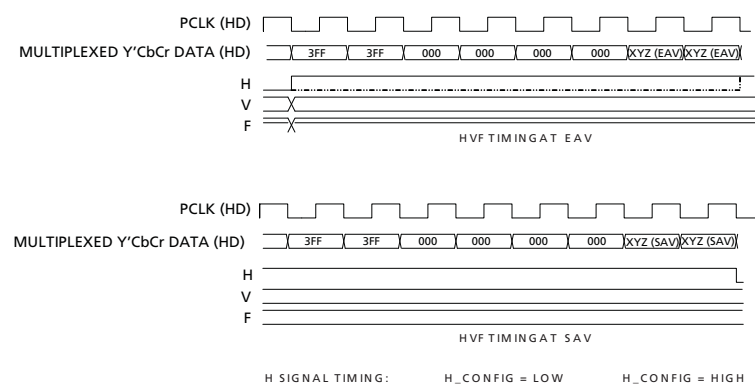 PCLK (HD)
MULTIPLEXED Y'CbCr DATA (HD) 3FF 3FF 000 000 000 000 XYZ (EAV) XYZ (EAV)
H
V
F
HVF TIMING AT EAV
PCLK (HD)
MULTIPLEXED Y'CbCr DATA (HD) 3FF 3FF 000 000 000 000 XYZ (SAV) XYZ (SAV)
H
V
F
HVF TIMING AT SAV
H SIGNAL TIMING: H_CONFIG = LOW H_CONFIG = HIGH